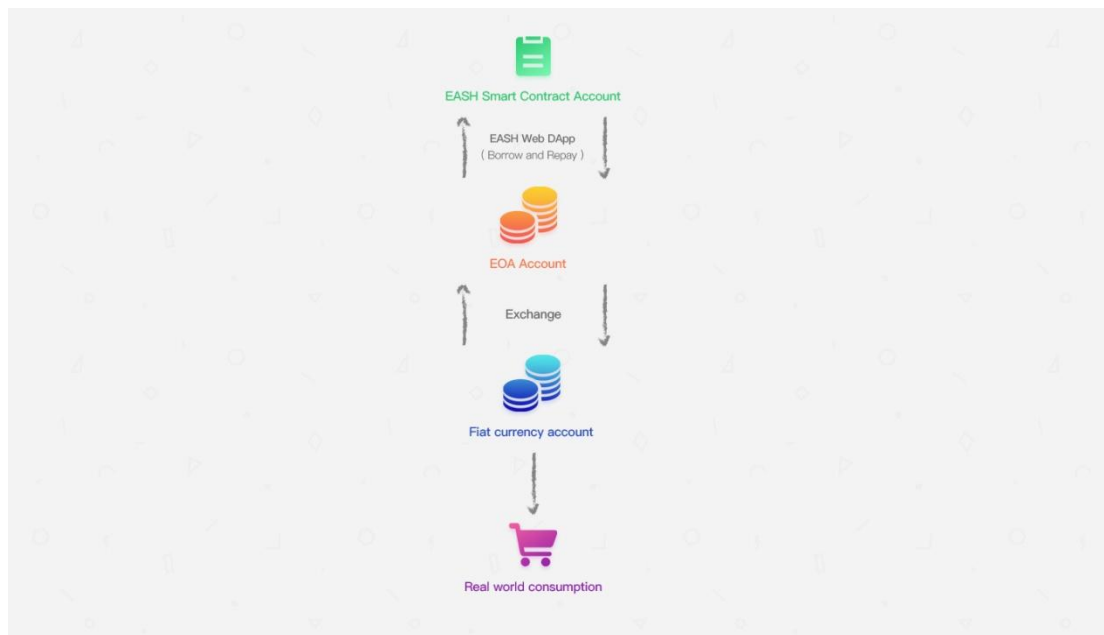 EASH Smart Contract Account
EASH Web DApp
( Borrow and Repay )
EOA Account
Exchange
Fiat currency account
Real world consumption